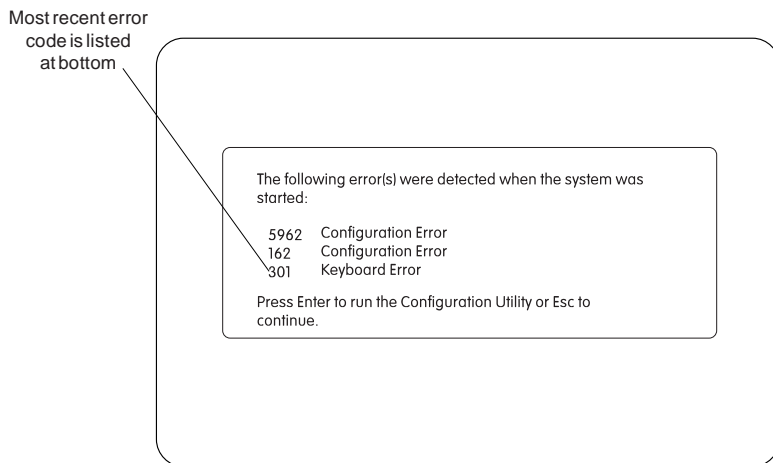 Most recent error
code is listed
at bottom
The following error(s) were detected when the system was
started:
5962 Configuration Error
162 Configuration Error
301 Keyboard Error
Press Enter to run the Configuration Utility or Esc to
continue.